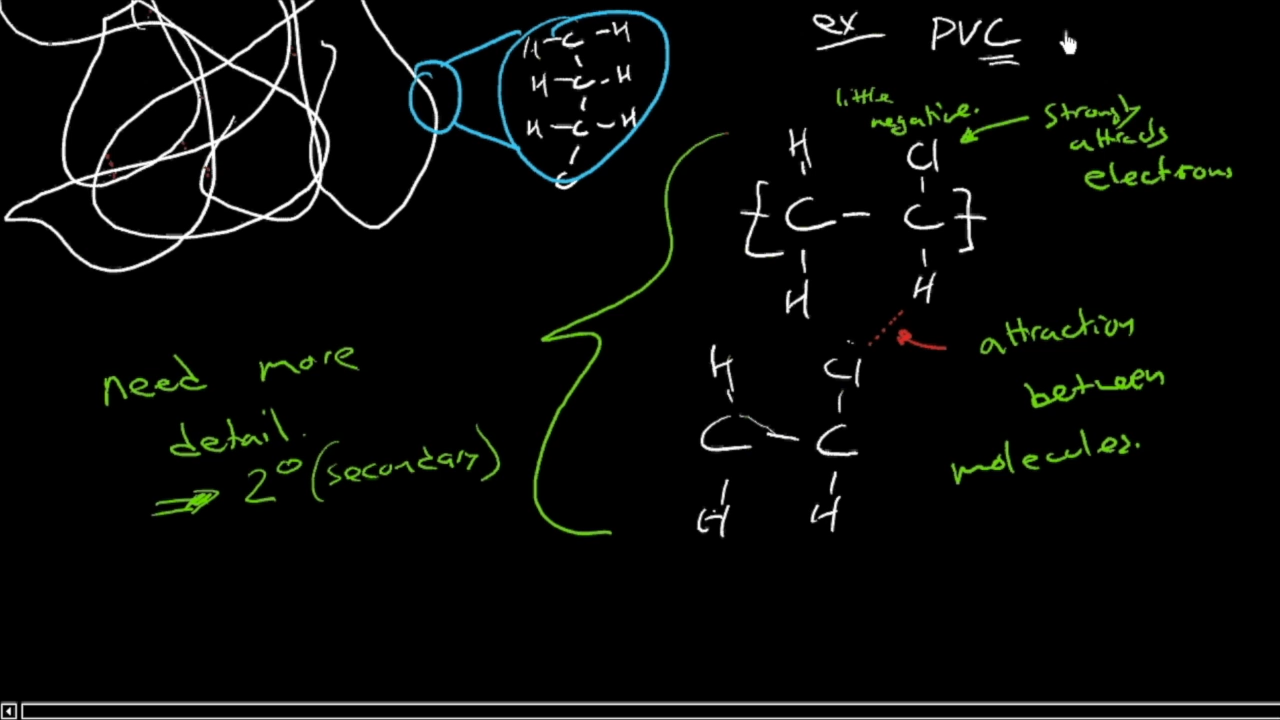 H-C-H
H-C-H
H-C-H
C
ex PVC
little
negative.
strongly
attracts
electrons
H Cl
[C-C]
H H
attraction
between
molecules.
H Cl
C-C
H H
need more
detail.
⇒ 2° (secondary)